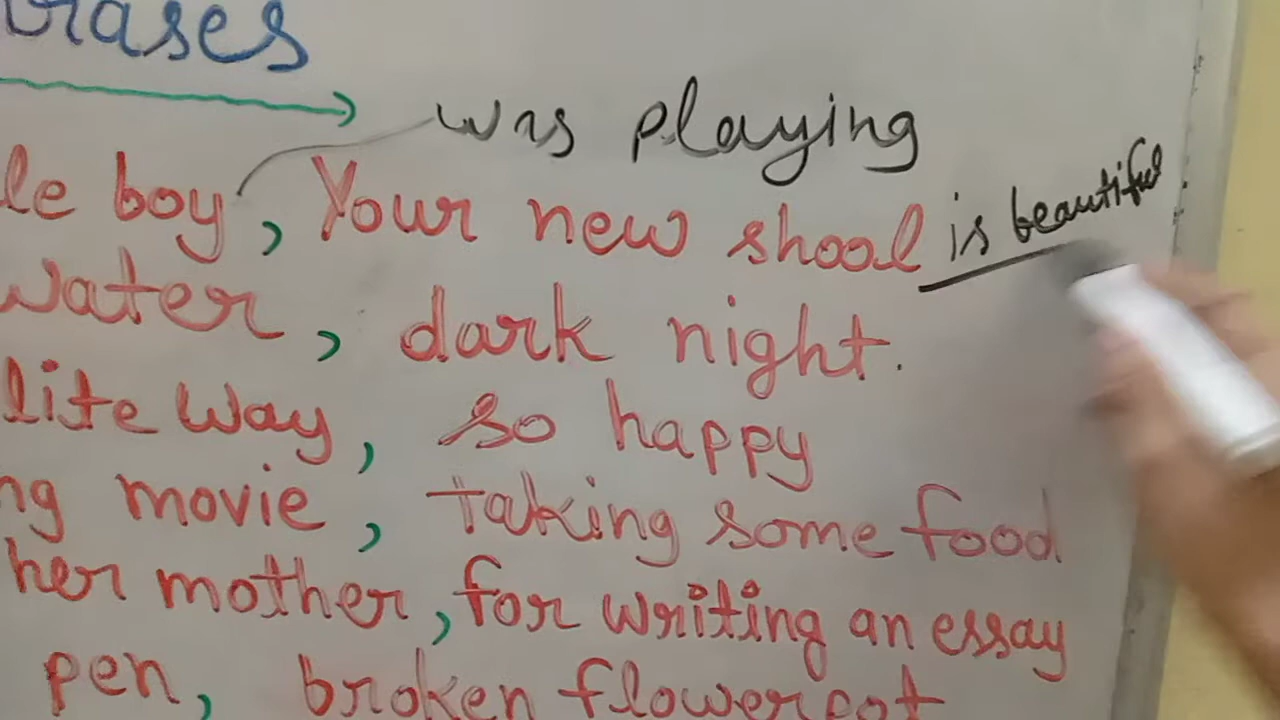 rases
was playing
le boy, Your new shool is beautiful
water, dark night.
lite way, so happy
ng movie, taking some food
her mother, for writing an essay
pen, broken flowerpot